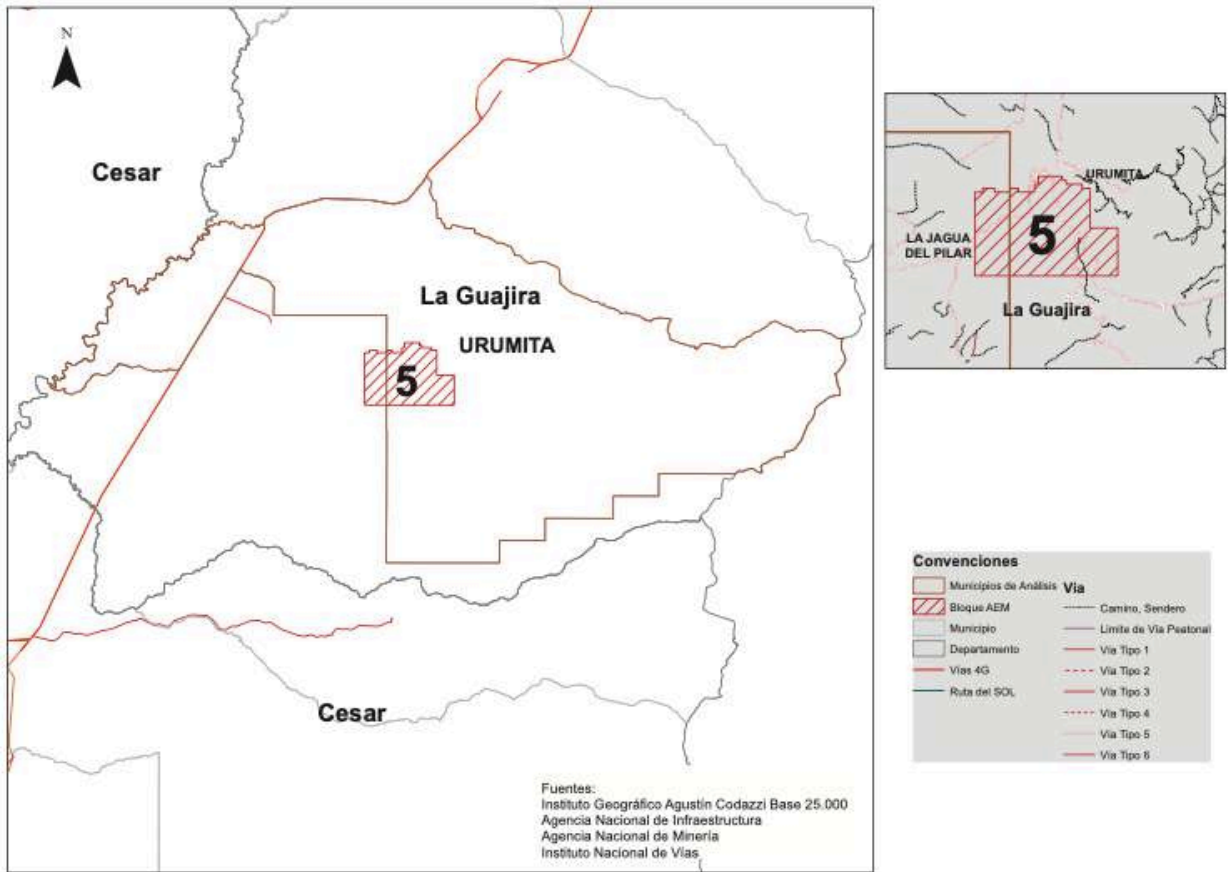 N
Cesar
La Guajira
URUMITA
5
Cesar
Fuentes:
Instituto Geográfico Agustín Codazzi Base 25.000
Agencia Nacional de Infraestructura
Agencia Nacional de Minería
Instituto Nacional de Vías
URUMITA
LA JAGUA
DEL PILAR
5
La Guajira
Convenciones
Municipios de Análisis
Bloque AEM
Municipio
Departamento
Vías 4G
Ruta del SOL
Via
Camino, Sendero
Limite de Vía Peatonal
Vía Tipo 1
Vía Tipo 2
Vía Tipo 3
Vía Tipo 4
Vía Tipo 5
Vía Tipo 6